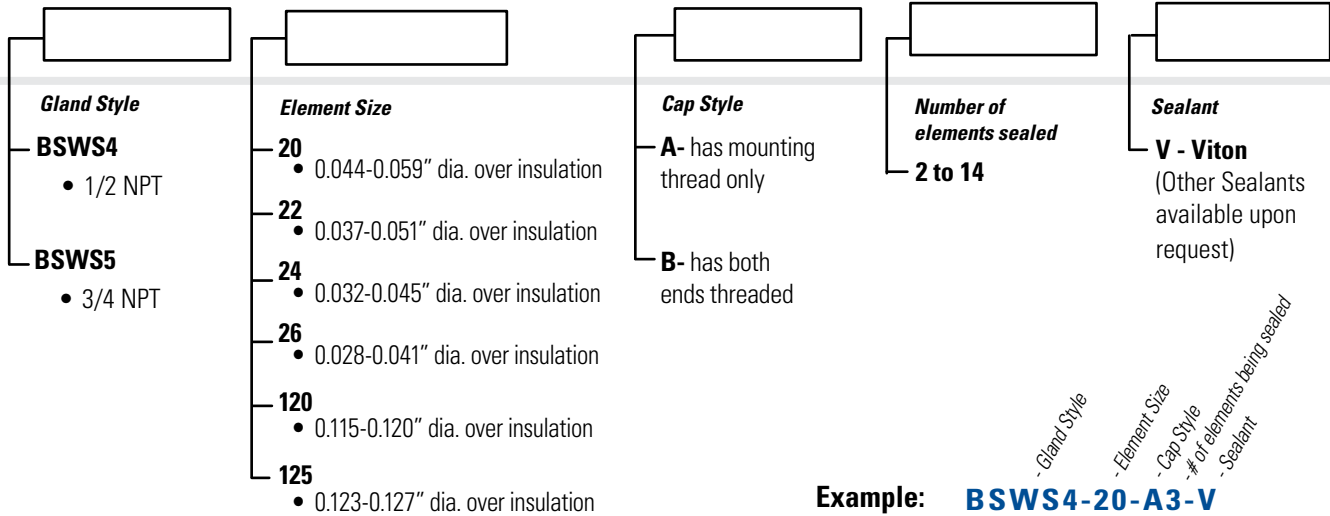 Gland Style
BSWS4
• 1/2 NPT
BSWS5
• 3/4 NPT
Element Size
20
• 0.044-0.059" dia. over insulation
22
• 0.037-0.051" dia. over insulation
24
• 0.032-0.045" dia. over insulation
26
• 0.028-0.041" dia. over insulation
120
• 0.115-0.120" dia. over insulation
125
• 0.123-0.127" dia. over insulation
Cap Style
A- has mounting
thread only
B- has both
ends threaded
Number of
elements sealed
2 to 14
Sealant
V - Viton
(Other Sealants
available upon
request)
- Gland Style
- Element Size
- Cap Style
- # of elements being sealed
- Sealant
Example: BSWS4-20-A3-V